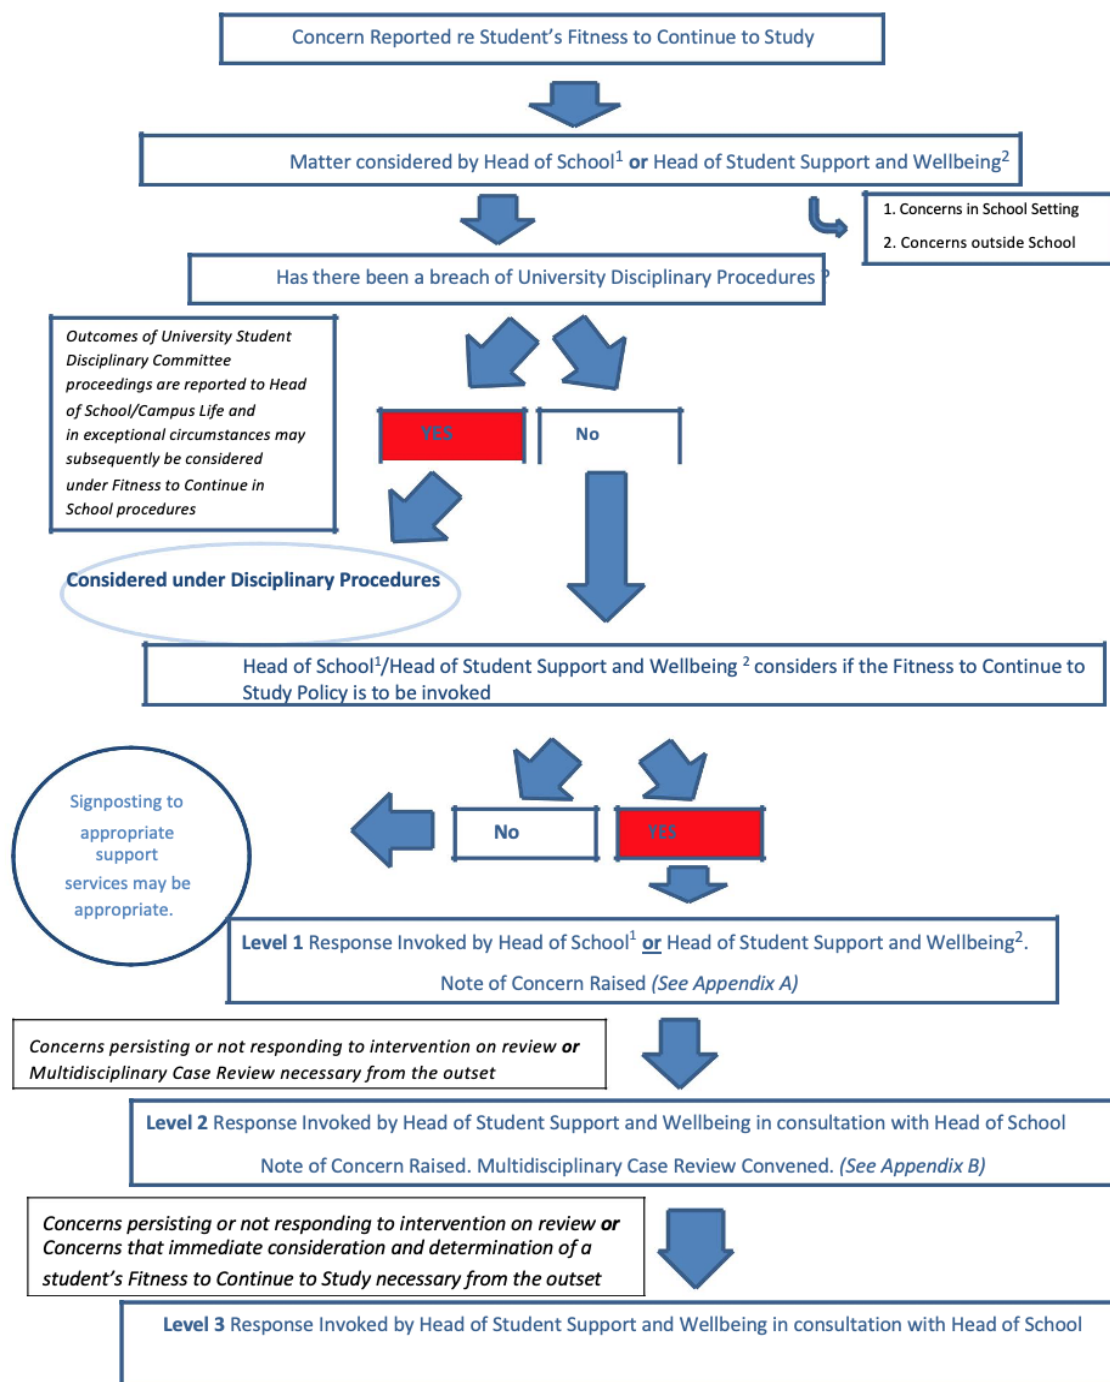 Concern Reported re Student's Fitness to Continue to Study
Matter considered by Head of School¹ or Head of Student Support and Wellbeing²
1. Concerns in School Setting
2. Concerns outside School
Has there been a breach of University Disciplinary Procedures ?
Outcomes of University Student
Disciplinary Committee
proceedings are reported to Head
of School/Campus Life and
in exceptional circumstances may
subsequently be considered
under Fitness to Continue in
School procedures
YES
No
Considered under Disciplinary Procedures
Head of School¹/Head of Student Support and Wellbeing ² considers if the Fitness to Continue to
Study Policy is to be invoked
Signposting to
appropriate
support
services may be
appropriate.
No
YES
Level 1 Response Invoked by Head of School¹ or Head of Student Support and Wellbeing².
Note of Concern Raised (See Appendix A)
Concerns persisting or not responding to intervention on review or
Multidisciplinary Case Review necessary from the outset
Level 2 Response Invoked by Head of Student Support and Wellbeing in consultation with Head of School
Note of Concern Raised. Multidisciplinary Case Review Convened. (See Appendix B)
Concerns persisting or not responding to intervention on review or
Concerns that immediate consideration and determination of a
student's Fitness to Continue to Study necessary from the outset
Level 3 Response Invoked by Head of Student Support and Wellbeing in consultation with Head of School